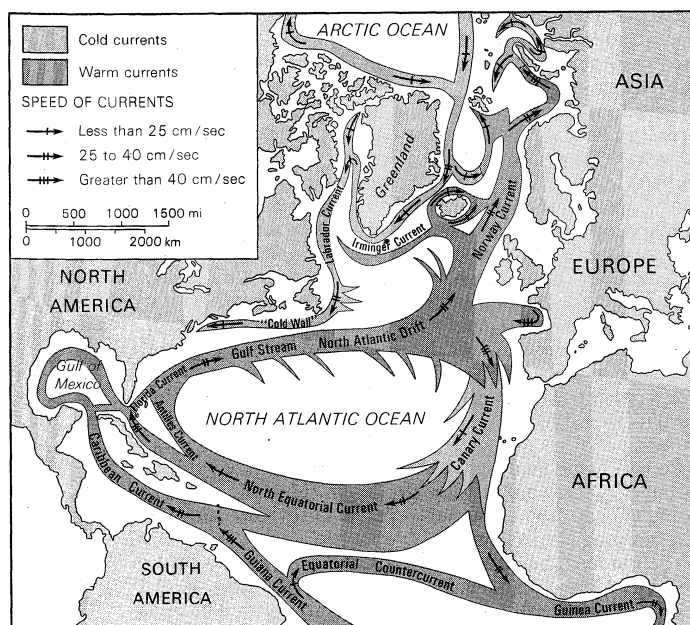 ARCTIC OCEAN
Cold currents
Warm currents
ASIA
SPEED OF CURRENTS
Less than 25 cm/sec
25 to 40 cm/sec
Greater than 40 cm/sec
0 500 1000 1500 mi
0 1000 2000 km
Greenland
Labrador Current
Irminger Current
Norway Current
NORTH
AMERICA
EUROPE
"Cold Wall"
Gulf Stream North Atlantic Drift
Gulf of
Mexico
Florida Current
Antilles Current
NORTH ATLANTIC OCEAN
Canary Current
Caribbean Current
North Equatorial Current
AFRICA
SOUTH
AMERICA
Guiana Current
Equatorial Countercurrent
Guinea Current